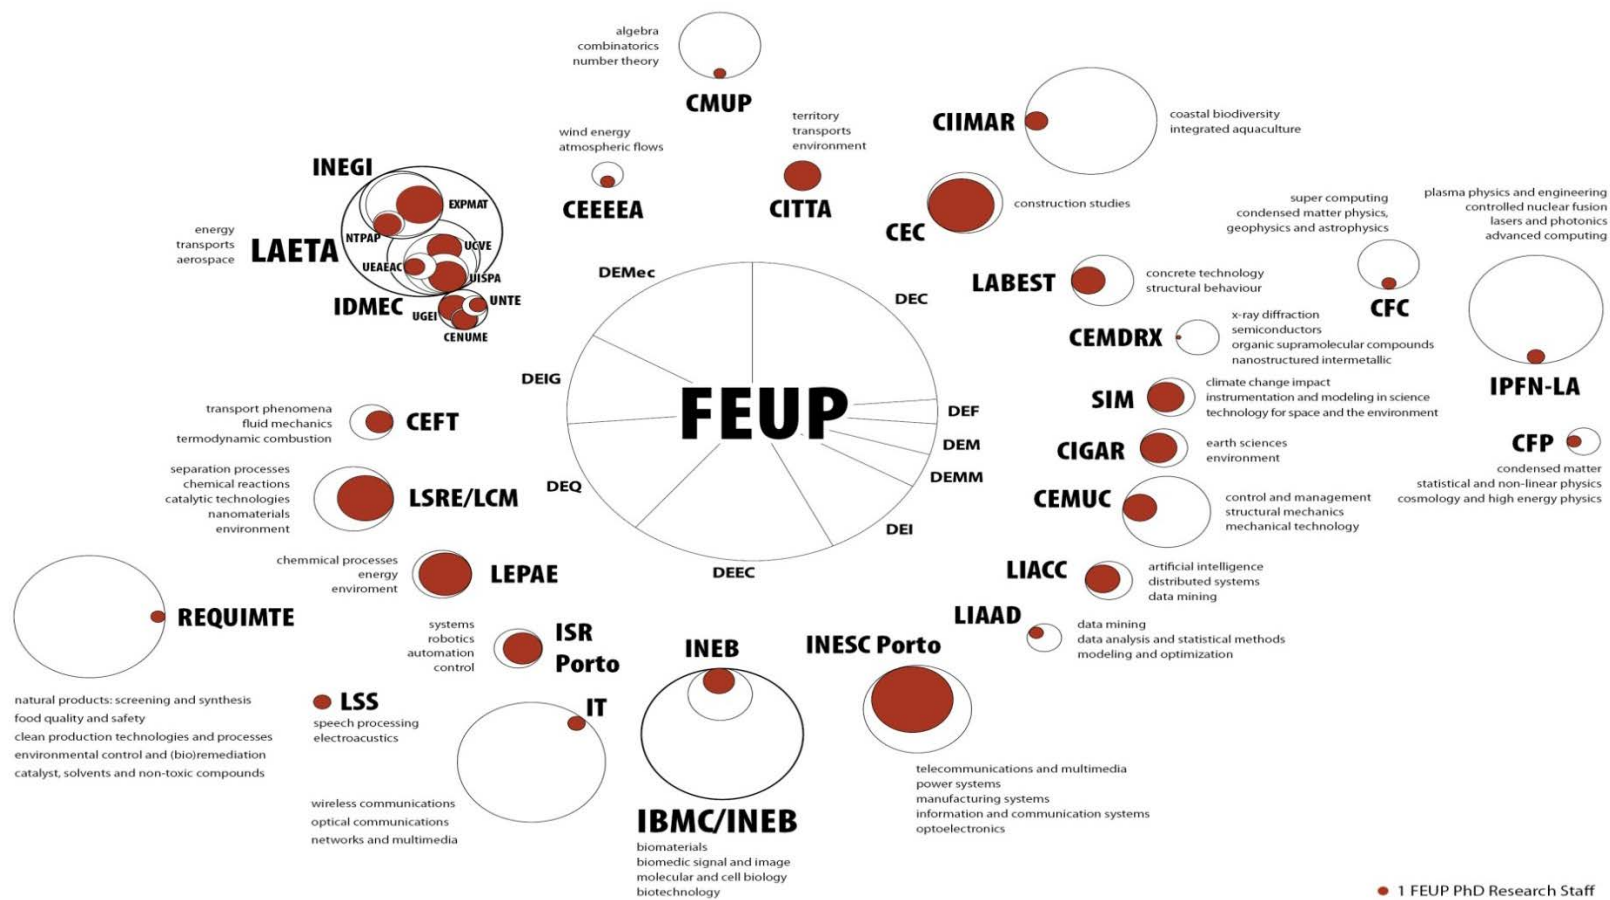 algebra
combinatorics
number theory
CMUP
wind energy
atmospheric flows
CEEEEA
territory
transports
environment
CITTA
CIIMAR
coastal biodiversity
integrated aquaculture
CEC
construction studies
super computing
condensed matter physics,
geophysics and astrophysics
CFC
plasma physics and engineering
controlled nuclear fusion
lasers and photonics
advanced computing
IPFN-LA
INEGI
EXPMAT
NTPAP
energy
transports
aerospace
LAETA
UCVE
UEAEAC
UISPA
IDMEC
UNTE
UGEI
CENUME
DEMec
DEC
LABEST
concrete technology
structural behaviour
CEMDRX
x-ray diffraction
semiconductors
organic supramolecular compounds
nanostructured intermetallic
DEIG
FEUP
DEF
DEM
DEMM
DEI
DEEC
DEQ
SIM
climate change impact
instrumentation and modeling in science
technology for space and the environment
CIGAR
earth sciences
environment
CFP
condensed matter
statistical and non-linear physics
cosmology and high energy physics
CEMUC
control and management
structural mechanics
mechanical technology
transport phenomena
fluid mechanics
termodynamic combustion
CEFT
separation processes
chemical reactions
catalytic technologies
nanomaterials
environment
LSRE/LCM
chemmical processes
energy
enviroment
LEPAE
LIACC
artificial intelligence
distributed systems
data mining
LIAAD
data mining
data analysis and statistical methods
modeling and optimization
REQUIMTE
natural products: screening and synthesis
food quality and safety
clean production technologies and processes
environmental control and (bio)remediation
catalyst, solvents and non-toxic compounds
systems
robotics
automation
control
ISR
Porto
LSS
speech processing
electroacustics
IT
wireless communications
optical communications
networks and multimedia
INEB
IBMC/INEB
biomaterials
biomedic signal and image
molecular and cell biology
biotechnology
INESC Porto
telecommunications and multimedia
power systems
manufacturing systems
information and communication systems
optoelectronics
1 FEUP PhD Research Staff